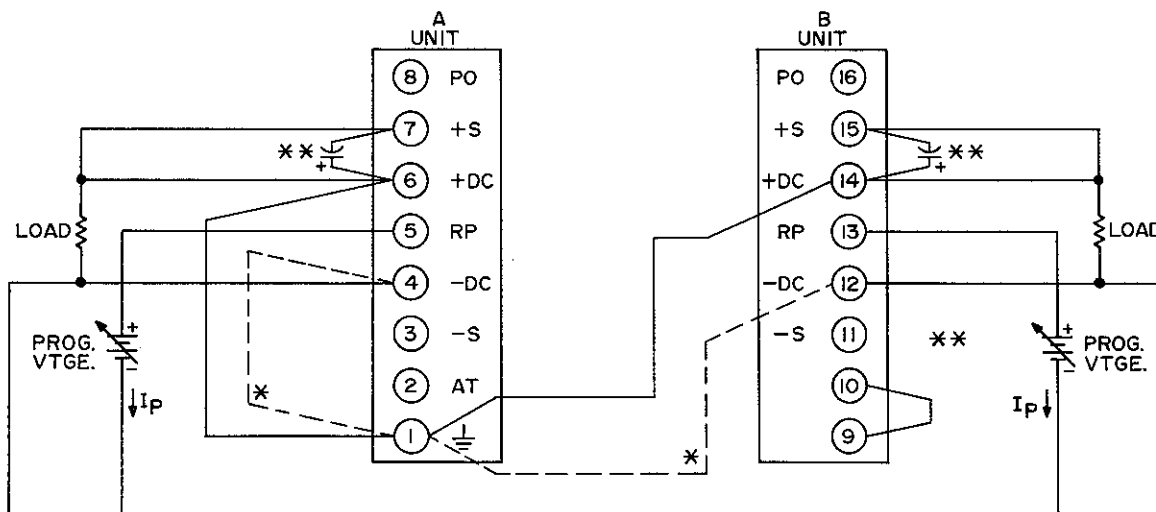 A
UNIT
B
UNIT
8 PO
PO 16
7 +S
+S 15
**
+
**
+
6 +DC
+DC 14
LOAD
LOAD
5 RP
RP 13
4 -DC
-DC 12
PROG.
VTGE.
+
-
3 -S
-S 11
**
+
-
PROG.
VTGE.
IP
2 AT
10
IP
*
1
9
*